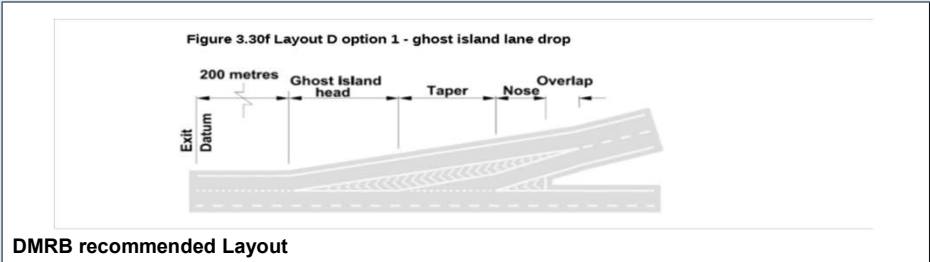 Figure 3.30f Layout D option 1 - ghost island lane drop
200 metres
Ghost Island
head
Taper
Nose
Overlap
Exit
Datum
DMRB recommended Layout